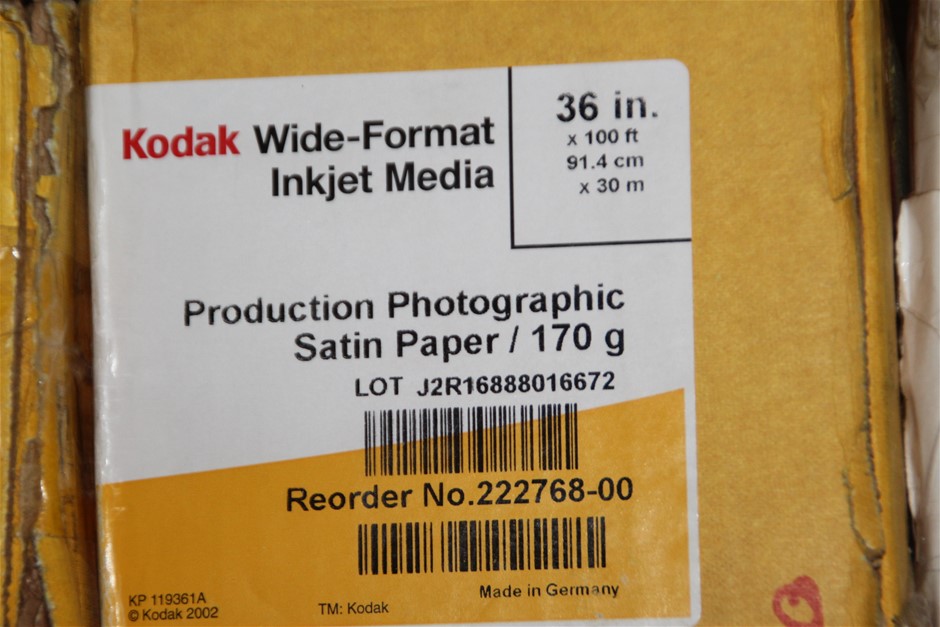 Kodak Wide-Format
Inkjet Media
36 in.
x 100 ft
91.4 cm
x 30 m
Production Photographic
Satin Paper / 170 g
LOT J2R16888016672
Reorder No.222768-00
Made in Germany
KP 119361A
© Kodak 2002
TM: Kodak